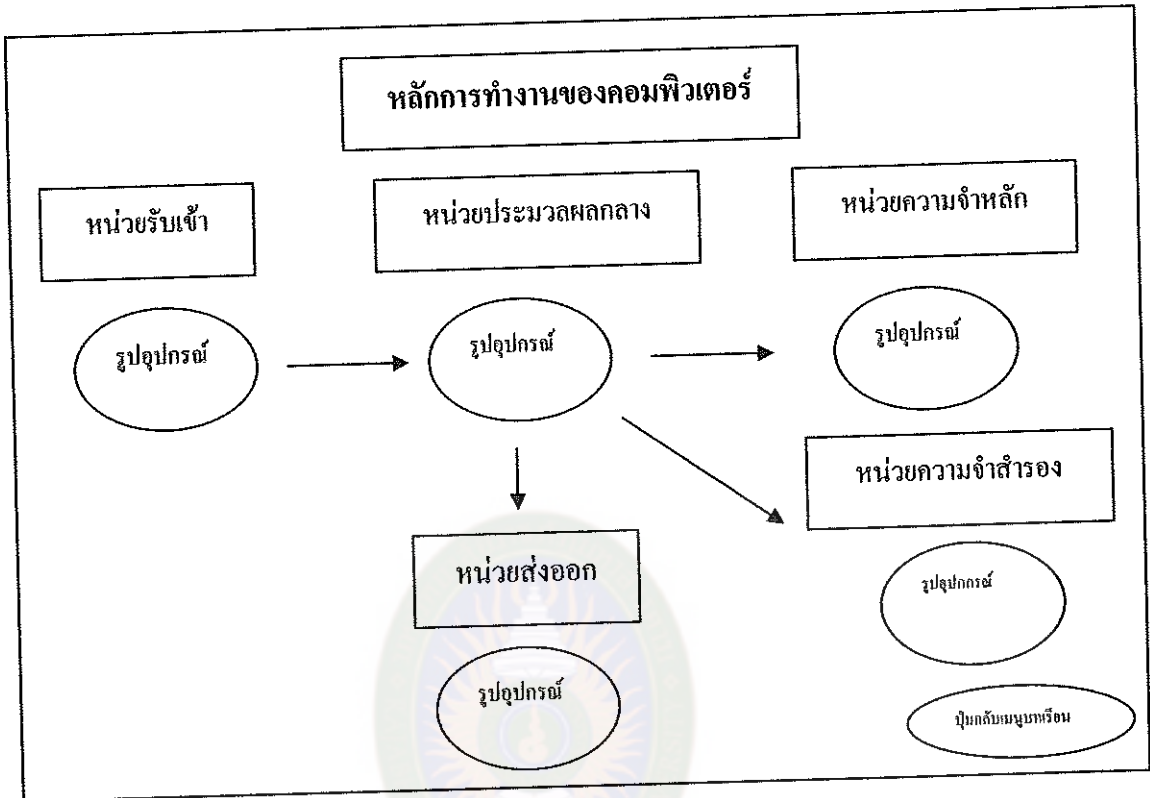 หลักการทำงานของคอมพิวเตอร์
หน่วยรับเข้า
หน่วยประมวลผลกลาง
หน่วยความจำหลัก
รูปอุปกรณ์
รูปอุปกรณ์
รูปอุปกรณ์
หน่วยความจำสำรอง
หน่วยส่งออก
รูปอุปกรณ์
รูปอุปกรณ์
ปุ่มกลับเมนูบทเรียน